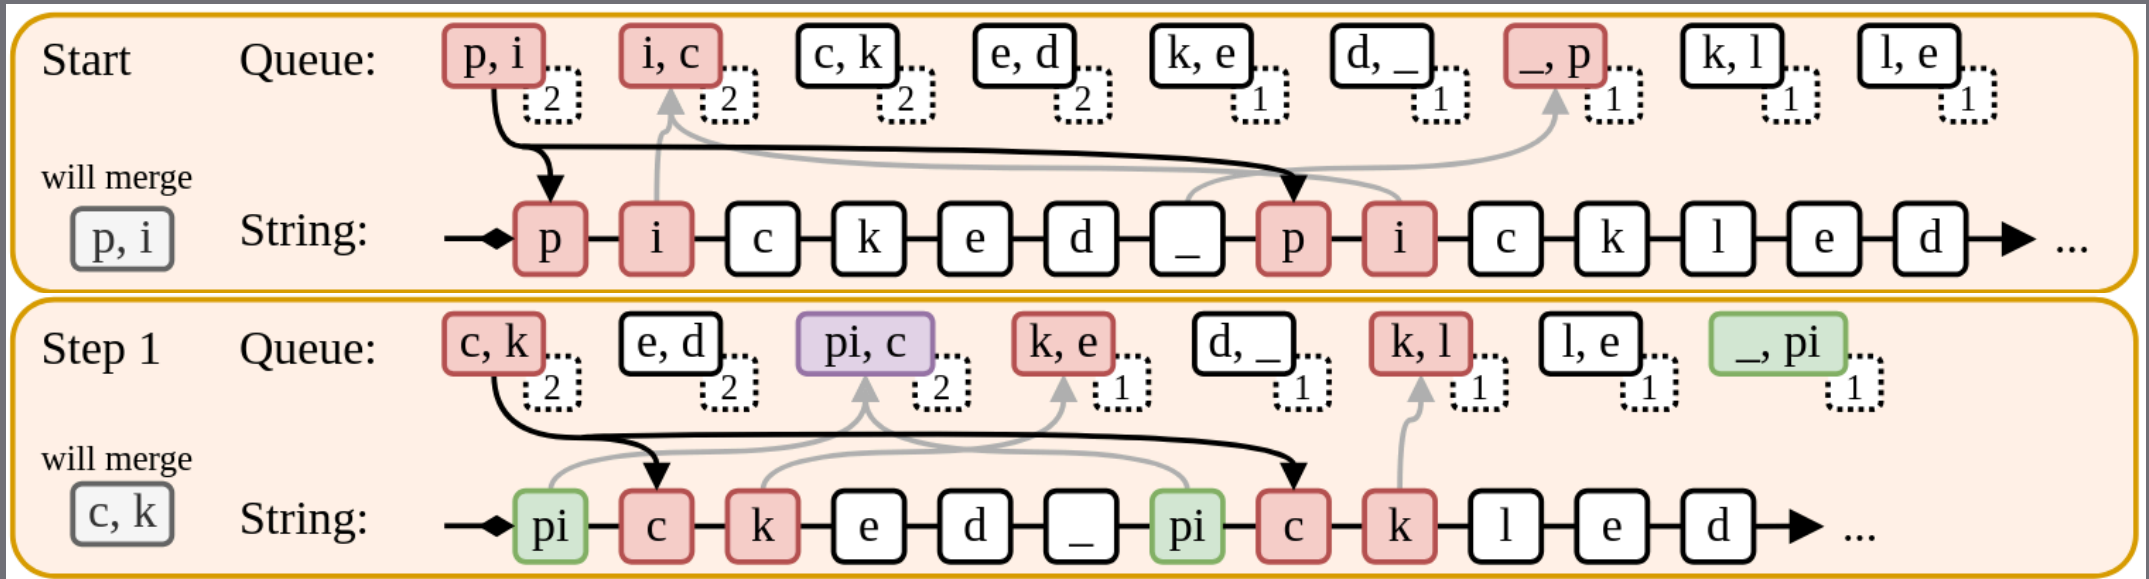 Start Queue: p, i i, c c, k e, d k, e d, _ _, p k, l l, e
2 2 2 2 1 1 1 1 1
will merge
p, i String: p i c k e d _ p i c k l e d ...
Step 1 Queue: c, k e, d pi, c k, e d, _ k, l l, e _, pi
2 2 2 1 1 1 1 1
will merge
c, k String: pi c k e d _ pi c k l e d ...